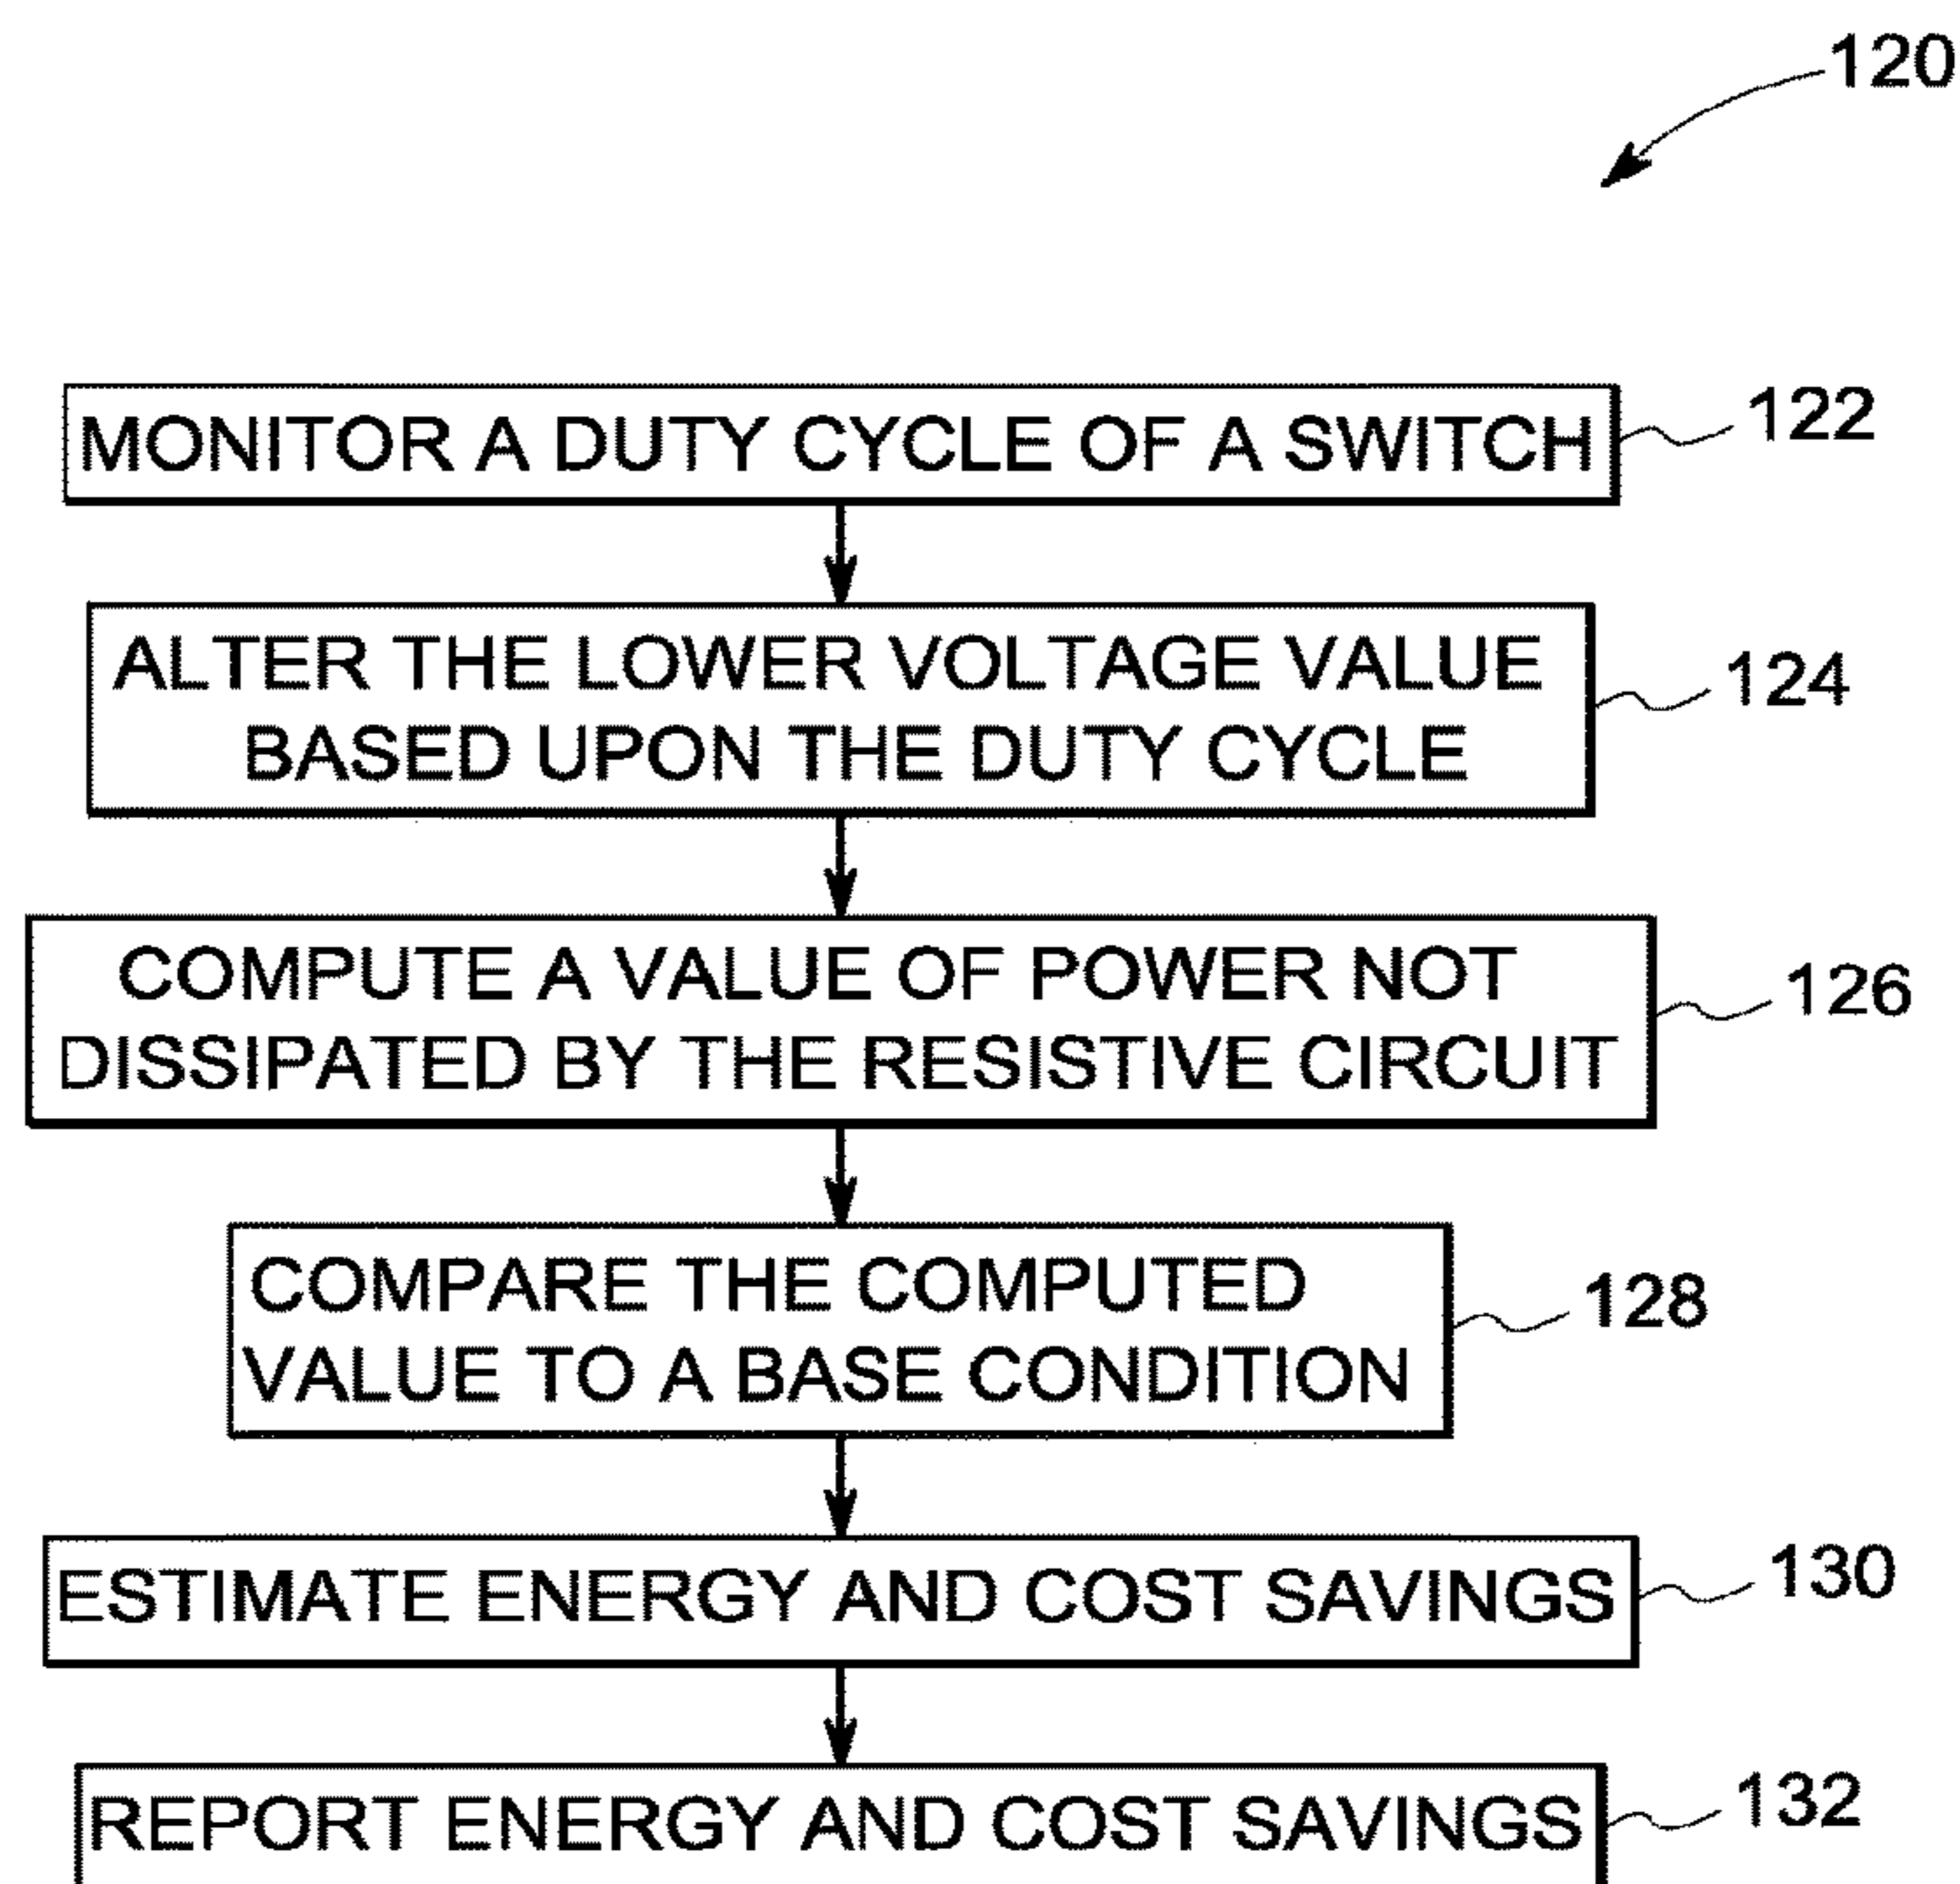 120
MONITOR A DUTY CYCLE OF A SWITCH
122
ALTER THE LOWER VOLTAGE VALUE
BASED UPON THE DUTY CYCLE
124
COMPUTE A VALUE OF POWER NOT
DISSIPATED BY THE RESISTIVE CIRCUIT
126
COMPARE THE COMPUTED
VALUE TO A BASE CONDITION
128
ESTIMATE ENERGY AND COST SAVINGS
130
REPORT ENERGY AND COST SAVINGS
132